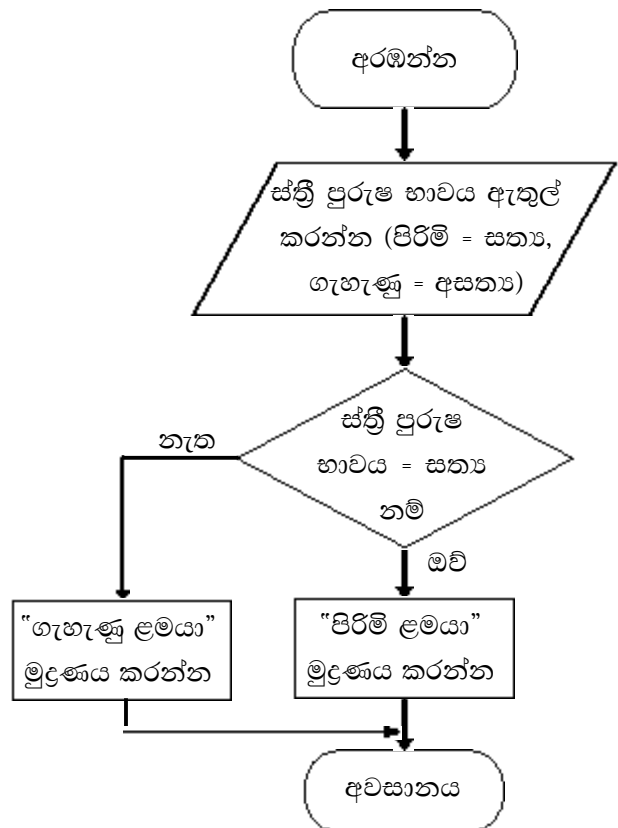 අරඹන්න
ස්ත්‍රී පුරුෂ භාවය ඇතුල්
කරන්න (පිරිමි = සත්‍ය,
ගැහැණු = අසත්‍ය)
ස්ත්‍රී පුරුෂ
භාවය = සත්‍ය
නම්
නැත
ඔව්
“ගැහැණු ළමයා”
මුද්‍රණය කරන්න
“පිරිමි ළමයා”
මුද්‍රණය කරන්න
අවසානය